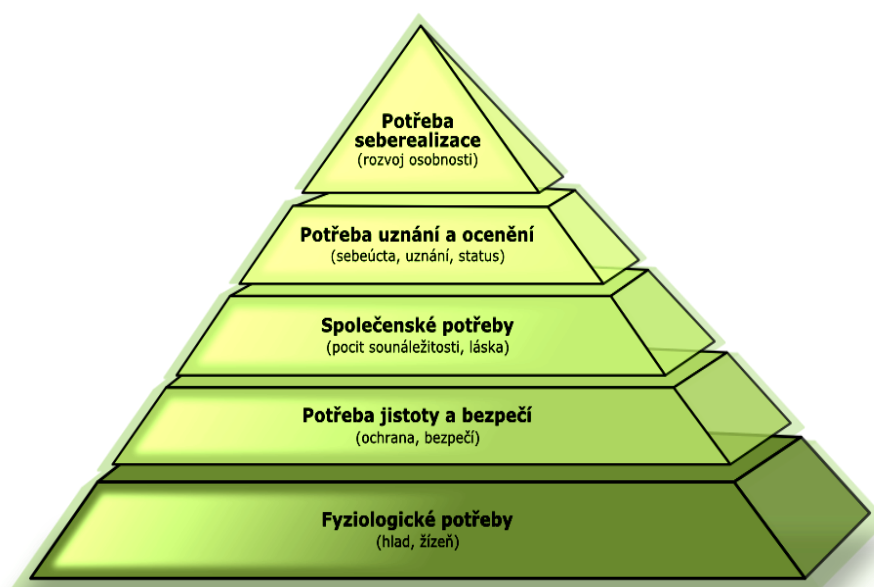 Potřeba
seberealizace
(rozvoj osobnosti)
Potřeba uznání a ocenění
(sebeúcta, uznání, status)
Společenské potřeby
(pocit sounáležitosti, láska)
Potřeba jistoty a bezpečí
(ochrana, bezpečí)
Fyziologické potřeby
(hlad, žízeň)